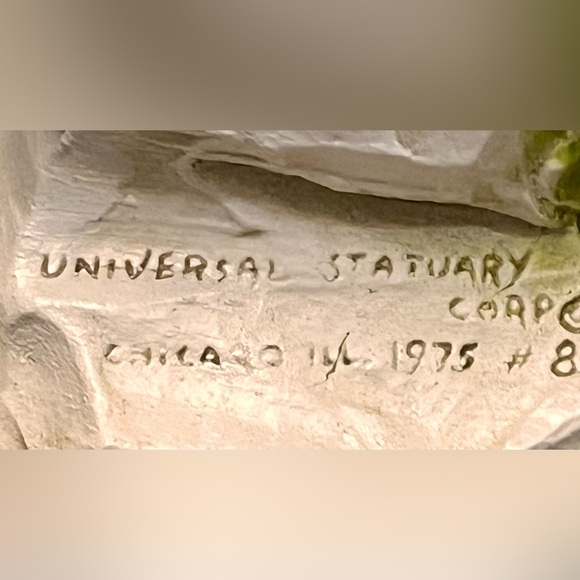 UNIVERSAL STATUARY
CORP©
CHICAGO ILL. 1975 # 8